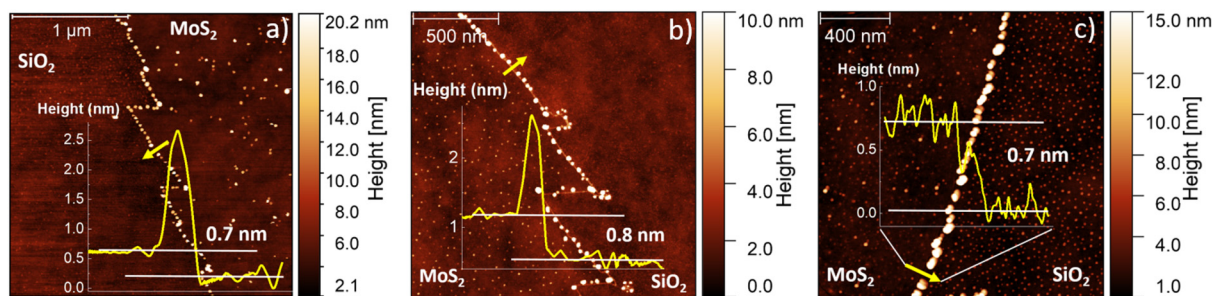 1 µm
MoS₂
a)
SiO₂
Height (nm)
2.5
2.0
1.5
1.0
0.5
0.0
0.7 nm
20.2 nm
18.0
16.0
14.0
12.0
10.0
8.0
6.0
2.1
Height [nm]
500 nm
b)
Height (nm)
2
1
0.8 nm
MoS₂
SiO₂
10.0 nm
8.0
6.0
4.0
2.0
0.0
Height [nm]
400 nm
c)
Height (nm)
1.0
0.5
0.0
0.7 nm
MoS₂
SiO₂
15.0 nm
12.0
10.0
8.0
6.0
4.0
1.0
Height [nm]